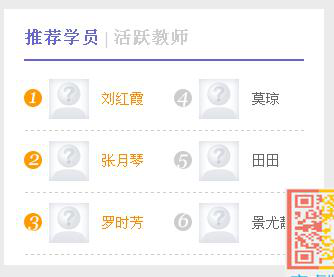 推荐学员 | 活跃教师
1 刘红霞 4 莫琼
2 张月琴 5 田田
3 罗时芳 6 景尤